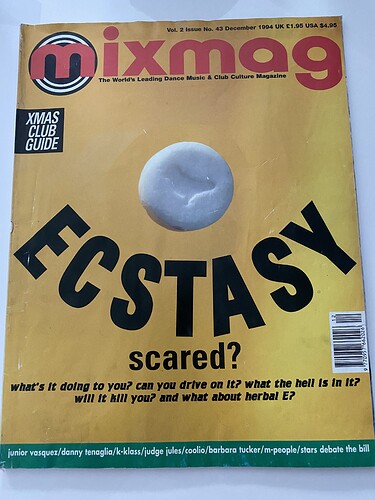 Vol. 2 Issue No. 43 December 1994 UK £1.95 USA $4.95
mixmag
The World's Leading Dance Music & Club Culture Magazine
XMAS
CLUB
GUIDE
ECSTASY
scared?
what's it doing to you? can you drive on it? what the hell is in it?
will it kill you? and what about herbal E?
12
junior vasquez/danny tenaglia/k-klass/judge jules/coolio/barbara tucker/m-people/stars debate the bill